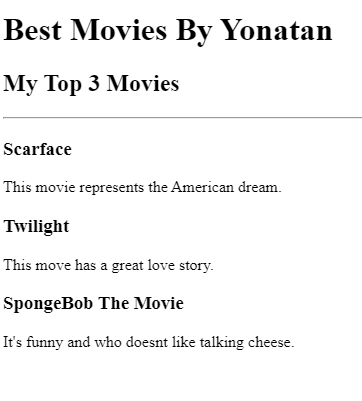 Best Movies By Yonatan
My Top 3 Movies
Scarface
This movie represents the American dream.
Twilight
This move has a great love story.
SpongeBob The Movie
It's funny and who doesnt like talking cheese.